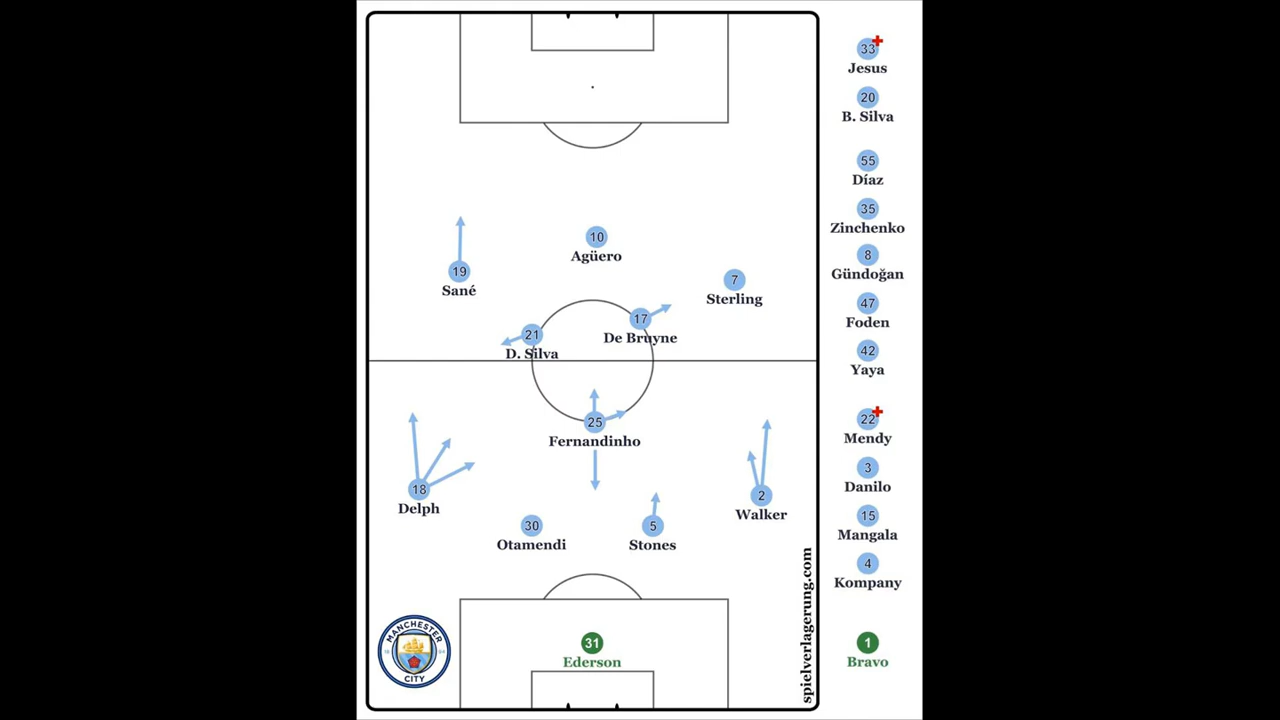 33
Jesus
20
B. Silva
55
Díaz
35
Zinchenko
8
Gündoğan
47
Foden
42
Yaya
22
Mendy
3
Danilo
15
Mangala
4
Kompany
1
Bravo
10
Agüero
19
Sané
7
Sterling
17
De Bruyne
21
D. Silva
25
Fernandinho
18
Delph
2
Walker
30
Otamendi
5
Stones
31
Ederson
MANCHESTER
18 94
CITY
spielverlagerung.com